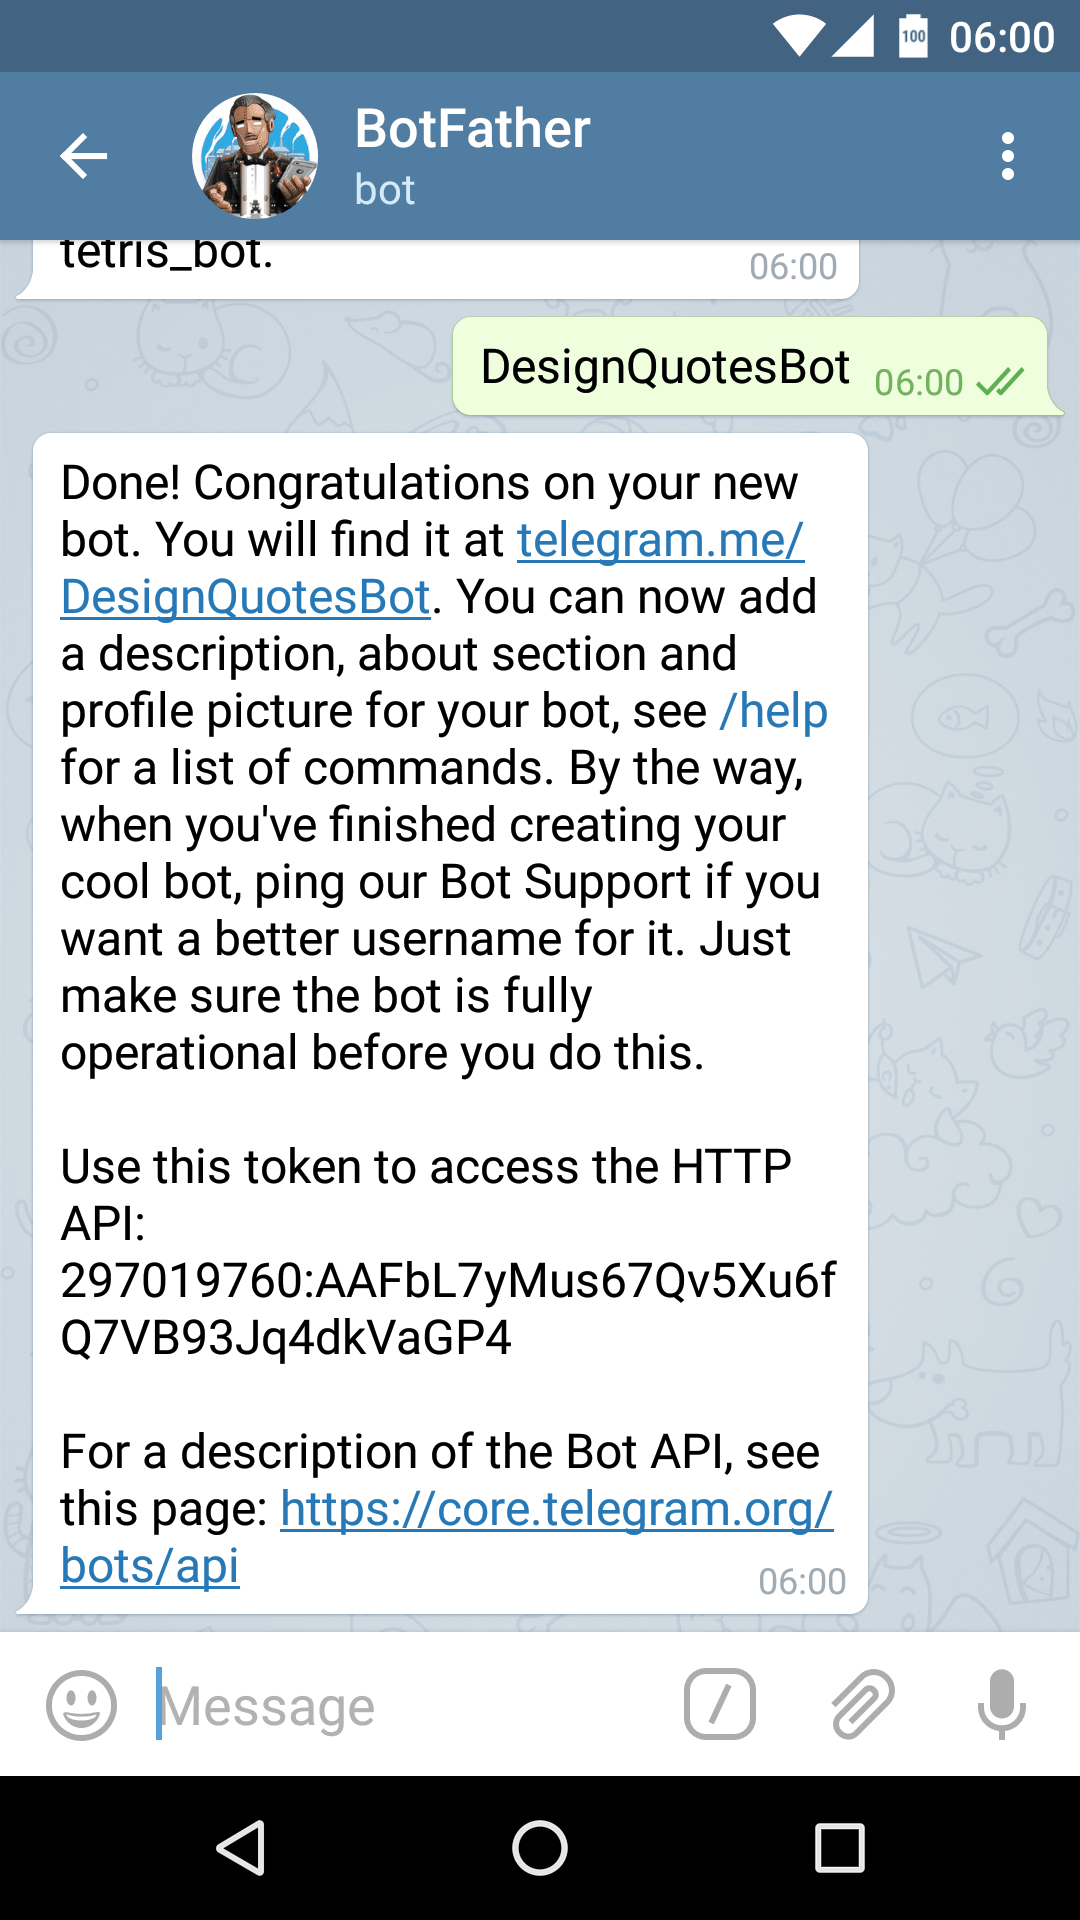 100 06:00
BotFather
bot
tetris_bot.
06:00
DesignQuotesBot 06:00
Done! Congratulations on your new
bot. You will find it at telegram.me/
DesignQuotesBot. You can now add
a description, about section and
profile picture for your bot, see /help
for a list of commands. By the way,
when you've finished creating your
cool bot, ping our Bot Support if you
want a better username for it. Just
make sure the bot is fully
operational before you do this.
Use this token to access the HTTP
API:
297019760:AAFbL7yMus67Qv5Xu6f
Q7VB93Jq4dkVaGP4
For a description of the Bot API, see
this page: https://core.telegram.org/
bots/api
06:00
Message